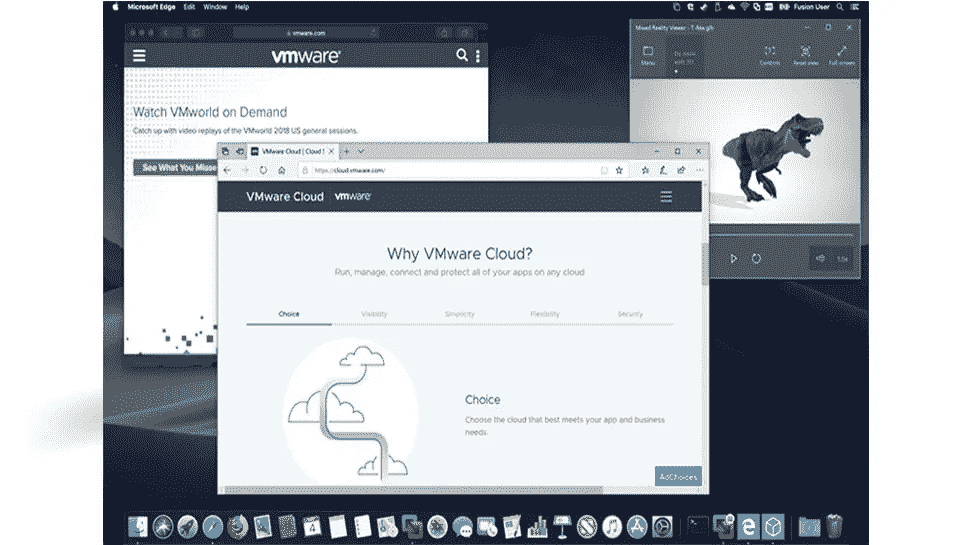 Microsoft Edge Edit Window Help
Fusion User
vmware.com
vmware
Watch VMworld on Demand
Catch up with video replays of the VMworld 2018 US general sessions.
See What You Misse
Mixed Reality Viewer - T-Rex.glb
Menu
Controls Reset view Full screen
VMware Cloud | Cloud
https://cloud.vmware.com/
VMware Cloud vmware
Why VMware Cloud?
Run, manage, connect and protect all of your apps on any cloud
Choice Visibility Simplicity Flexibility Security
Choice
Choose the cloud that best meets your app and business
needs.
AdChoices
1.0x
4